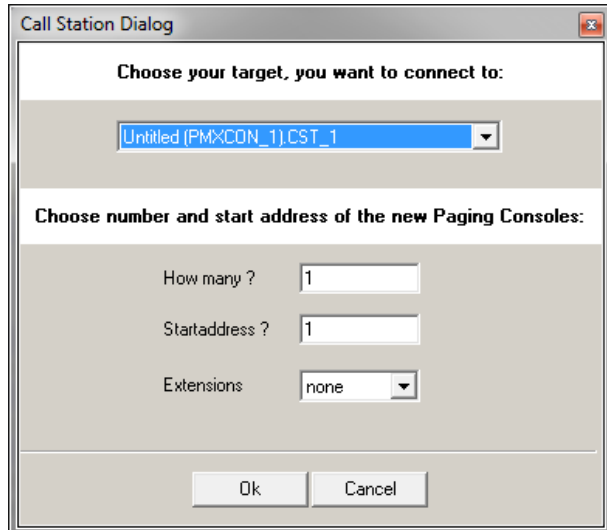 Call Station Dialog
Choose your target, you want to connect to:
Untitled (PMXCON_1).CST_1
Choose number and start address of the new Paging Consoles:
How many ? 1
Startaddress ? 1
Extensions none
Ok Cancel